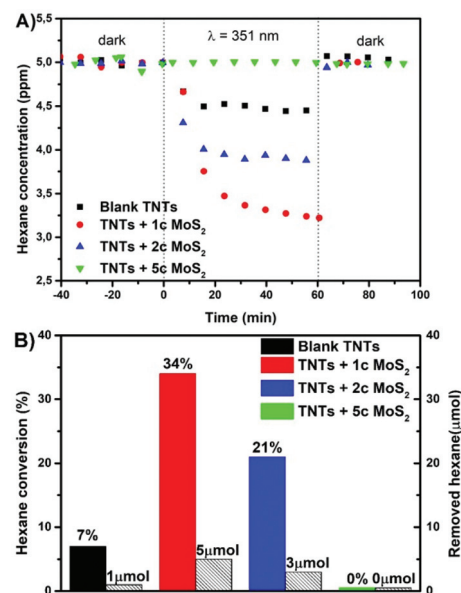 A)
dark
λ = 351 nm
dark
Hexane concentration (ppm)
5,5
5,0
4,5
4,0
3,5
3,0
2,5
Blank TNTs
TNTs + 1c MoS₂
TNTs + 2c MoS₂
TNTs + 5c MoS₂
-40 -20 0 20 40 60 80 100
Time (min)
B)
Hexane conversion (%)
40
30
20
10
0
Blank TNTs
TNTs + 1c MoS₂
TNTs + 2c MoS₂
TNTs + 5c MoS₂
34%
21%
7%
5μmol
3μmol
1μmol
0% 0μmol
40
30
20
10
0
Removed hexane(μmol)